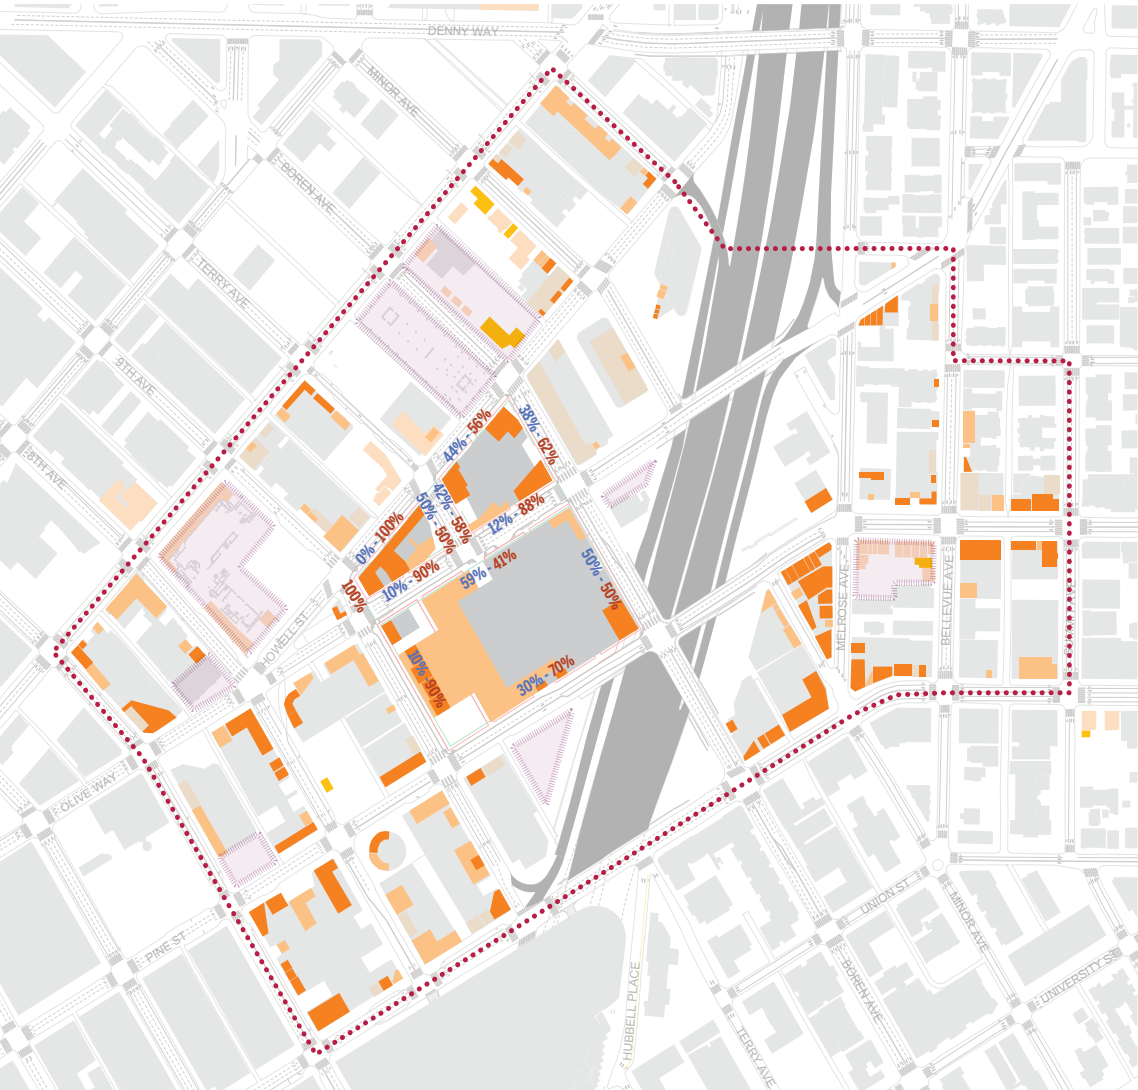 DENNY WAY
MINOR AVE
BOREN AVE
TERRY AVE
9TH AVE
8TH AVE
44% - 56%
38% - 62%
42% - 58%
50% - 50%
12% - 88%
0% - 100%
10% - 90%
59% - 41%
50% - 50%
100%
10% - 90%
30% - 70%
HOWELL ST
MELROSE AVE
BELLEVUE AVE
OLIVE WAY
PINE ST
UNION ST
MINOR AVE
BOREN AVE
UNIVERSITY S
HUBBELL PLACE
TERRY AVE